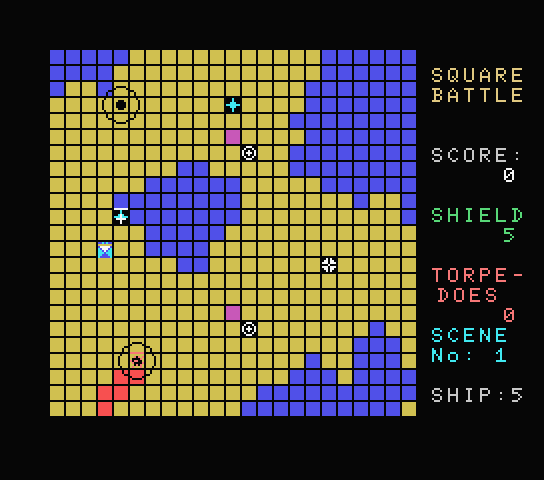 SQUARE
BATTLE
SCORE:
0
SHIELD
5
TORPE-
DOES
0
SCENE
No: 1
SHIP:5